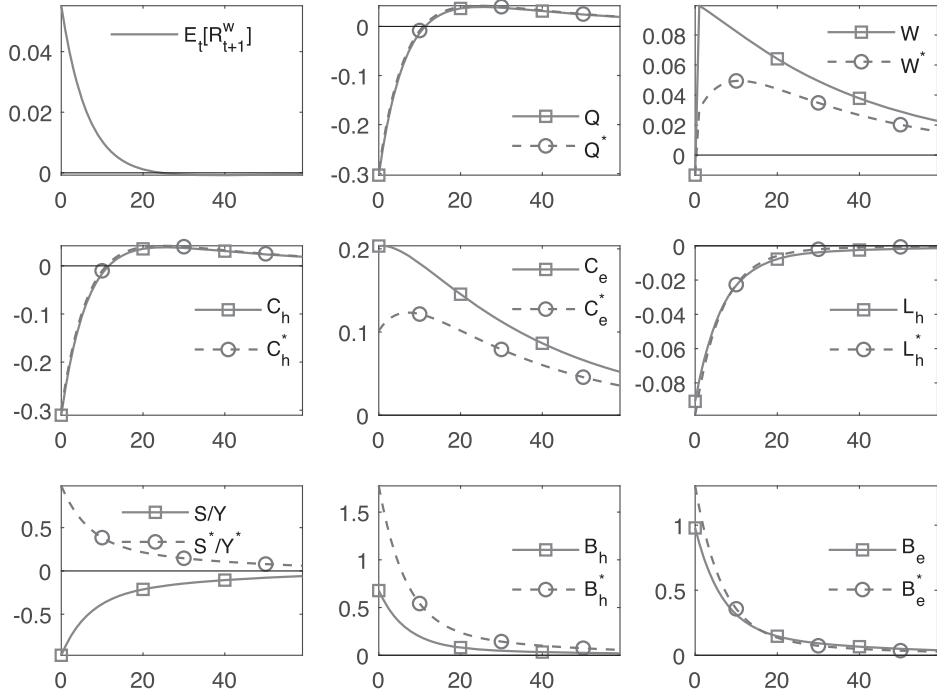 E_t[R^w_{t+1}]
0.04
0.02
0
0 20 40
0
-0.1
-0.2
-0.3
Q
Q^*
0 20 40
0.08
0.06
0.04
0.02
0
W
W^*
0 20 40
0
-0.1
-0.2
-0.3
C_h
C_h^*
0 20 40
0.2
0.1
0
C_e
C_e^*
0 20 40
0
-0.02
-0.04
-0.06
-0.08
L_h
L_h^*
0 20 40
0.5
0
-0.5
S/Y
S^*/Y^*
0 20 40
1.5
1
0.5
0
B_h
B_h^*
0 20 40
1
0.5
0
B_e
B_e^*
0 20 40